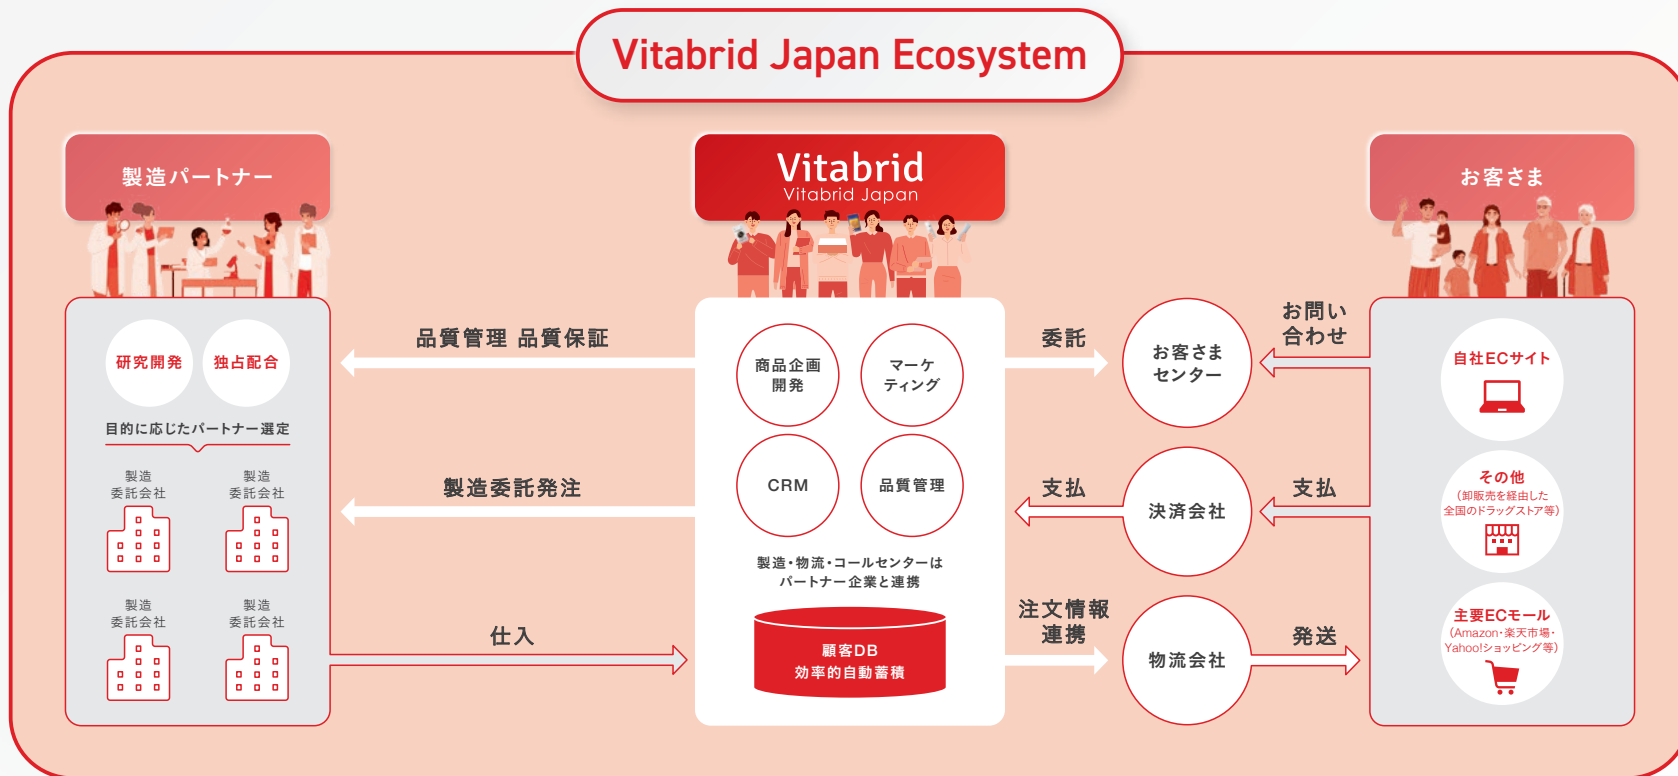 Vitabrid Japan Ecosystem
製造パートナー
研究開発
独占配合
目的に応じたパートナー選定
製造
委託会社
製造
委託会社
製造
委託会社
製造
委託会社
品質管理 品質保証
製造委託発注
仕入
Vitabrid
Vitabrid Japan
商品企画
開発
マーケ
ティング
CRM
品質管理
製造・物流・コールセンターは
パートナー企業と連携
顧客DB
効率的自動蓄積
委託
支払
注文情報
連携
お客さま
センター
決済会社
物流会社
お問い
合わせ
支払
発送
お客さま
自社ECサイト
その他
(卸販売を経由した
全国のドラッグストア等)
主要ECモール
(Amazon・楽天市場・
Yahoo!ショッピング等)